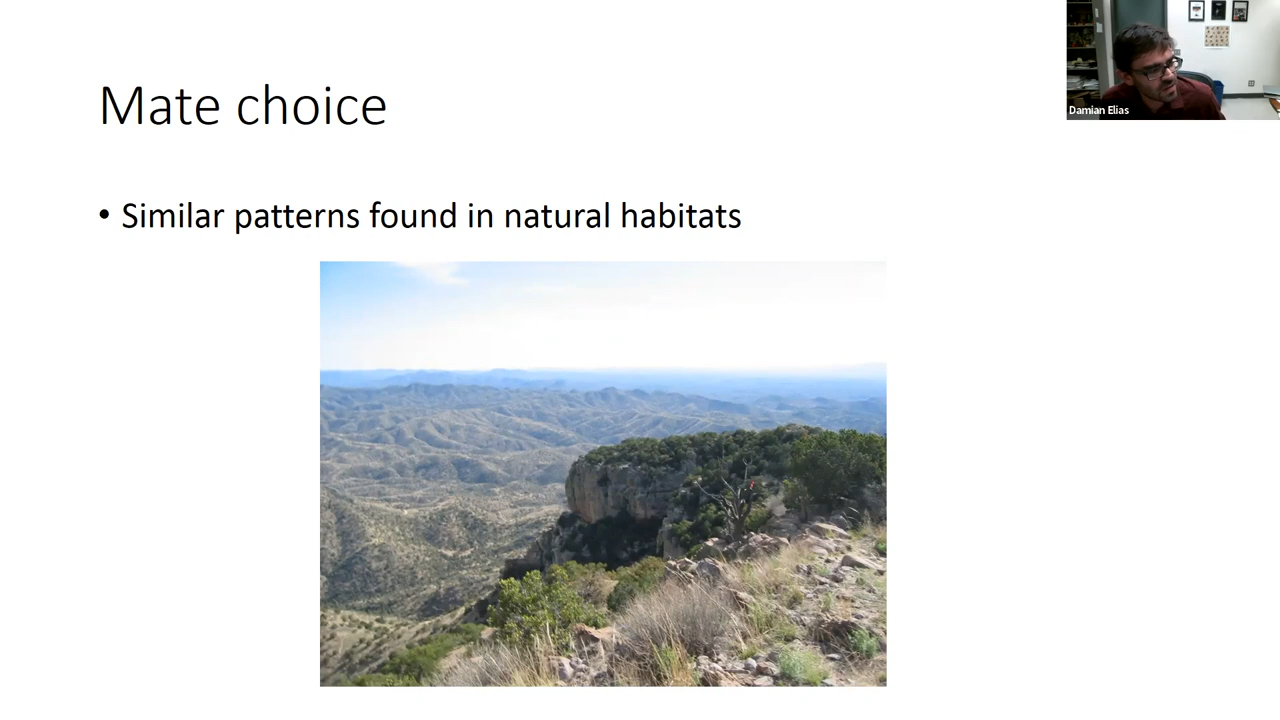 Damian Elias
Mate choice
• Similar patterns found in natural habitats